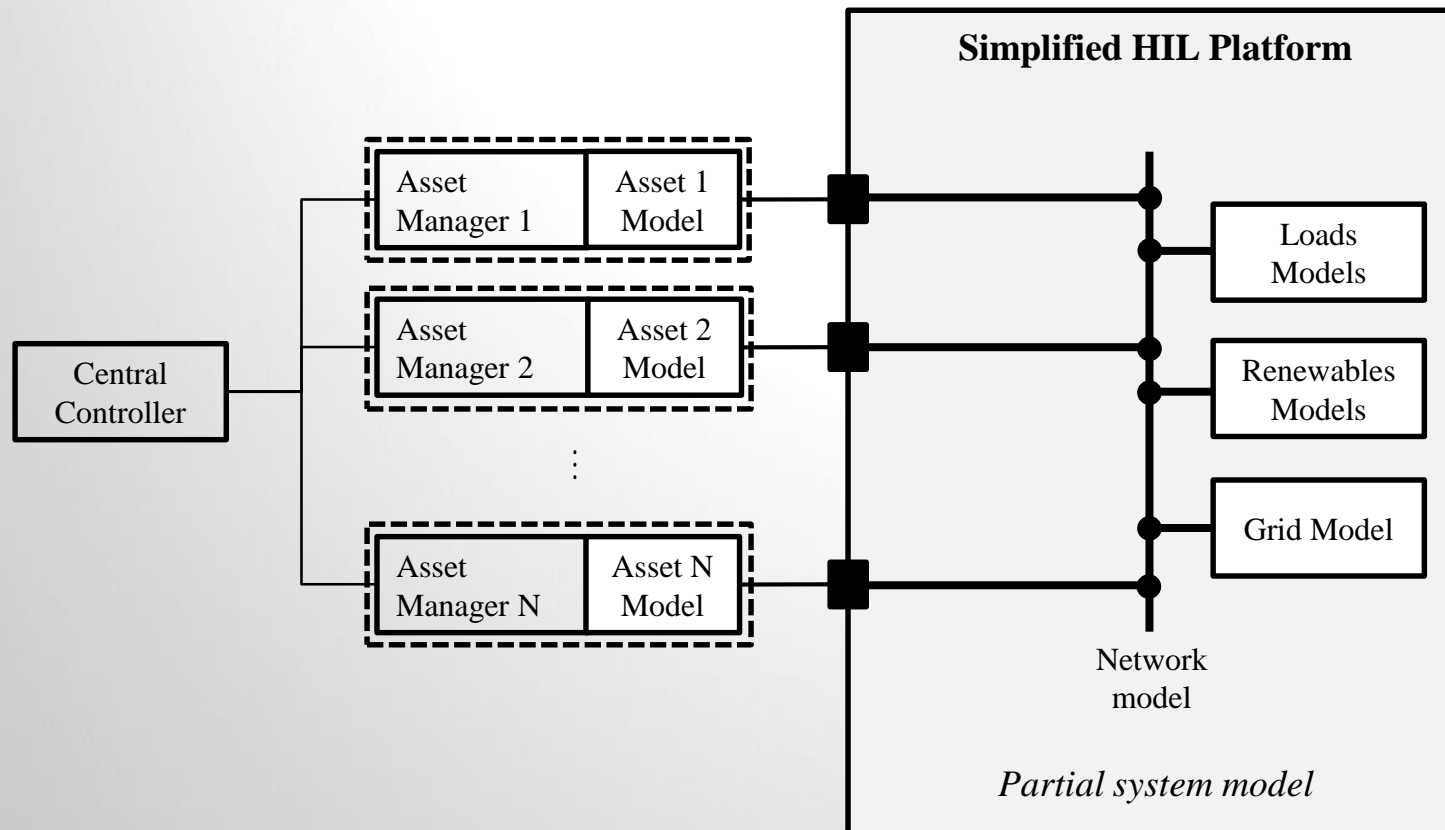 Simplified HIL Platform
Asset
Manager 1
Asset 1
Model
Loads
Models
Asset
Manager 2
Asset 2
Model
Central
Controller
Renewables
Models
Asset
Manager N
Asset N
Model
Grid Model
Network
model
Partial system model